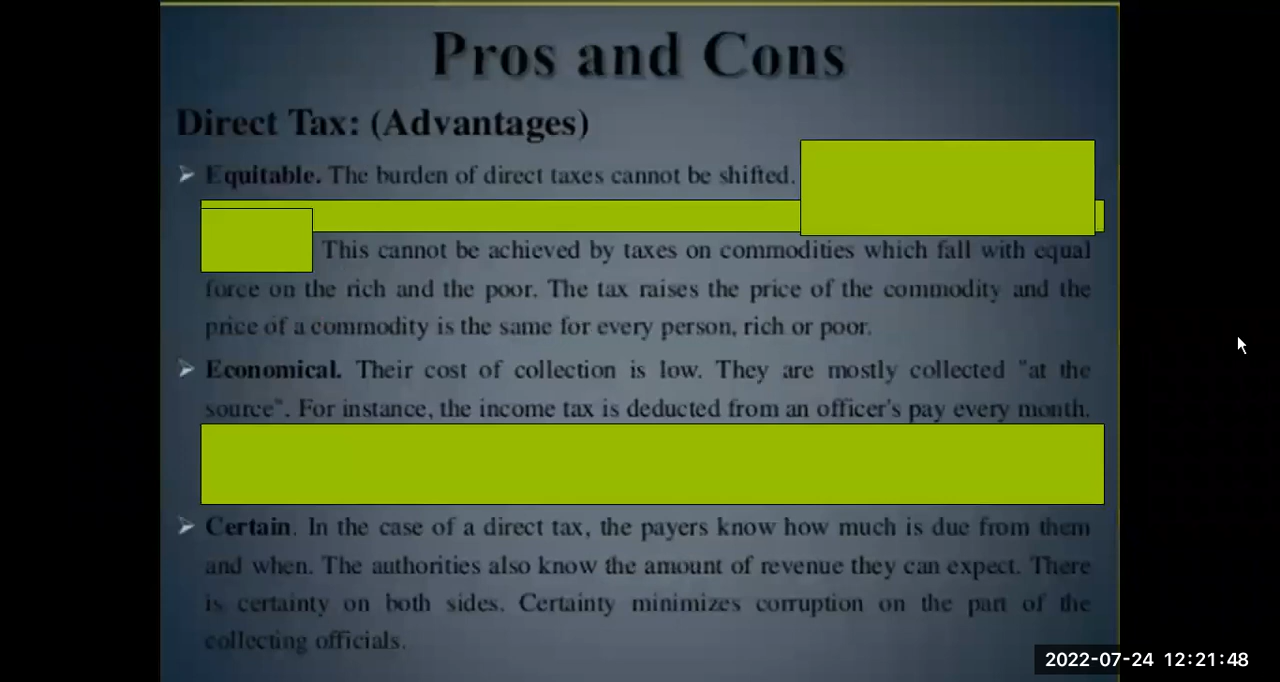 Pros and Cons
Direct Tax: (Advantages)
Equitable. The burden of direct taxes cannot be shifted.
This cannot be achieved by taxes on commodities which fall with equal
force on the rich and the poor. The tax raises the price of the commodity and the
price of a commodity is the same for every person, rich or poor.
Economical. Their cost of collection is low. They are mostly collected "at the
source". For instance, the income tax is deducted from an officer's pay every month.
Certain. In the case of a direct tax, the payers know how much is due from them
and when. The authorities also know the amount of revenue they can expect. There
is certainty on both sides. Certainty minimizes corruption on the part of the
collecting officials.
2022-07-24 12:21:48